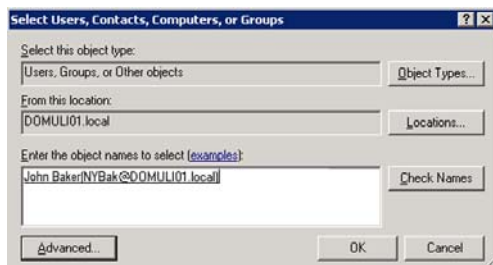 Select Users, Contacts, Computers, or Groups
Select this object type:
Users, Groups, or Other objects
Object Types...
From this location:
DOMULI01.local
Locations...
Enter the object names to select (examples):
John Baker(NYBak@DOMULI01.local)
Check Names
Advanced...
OK
Cancel